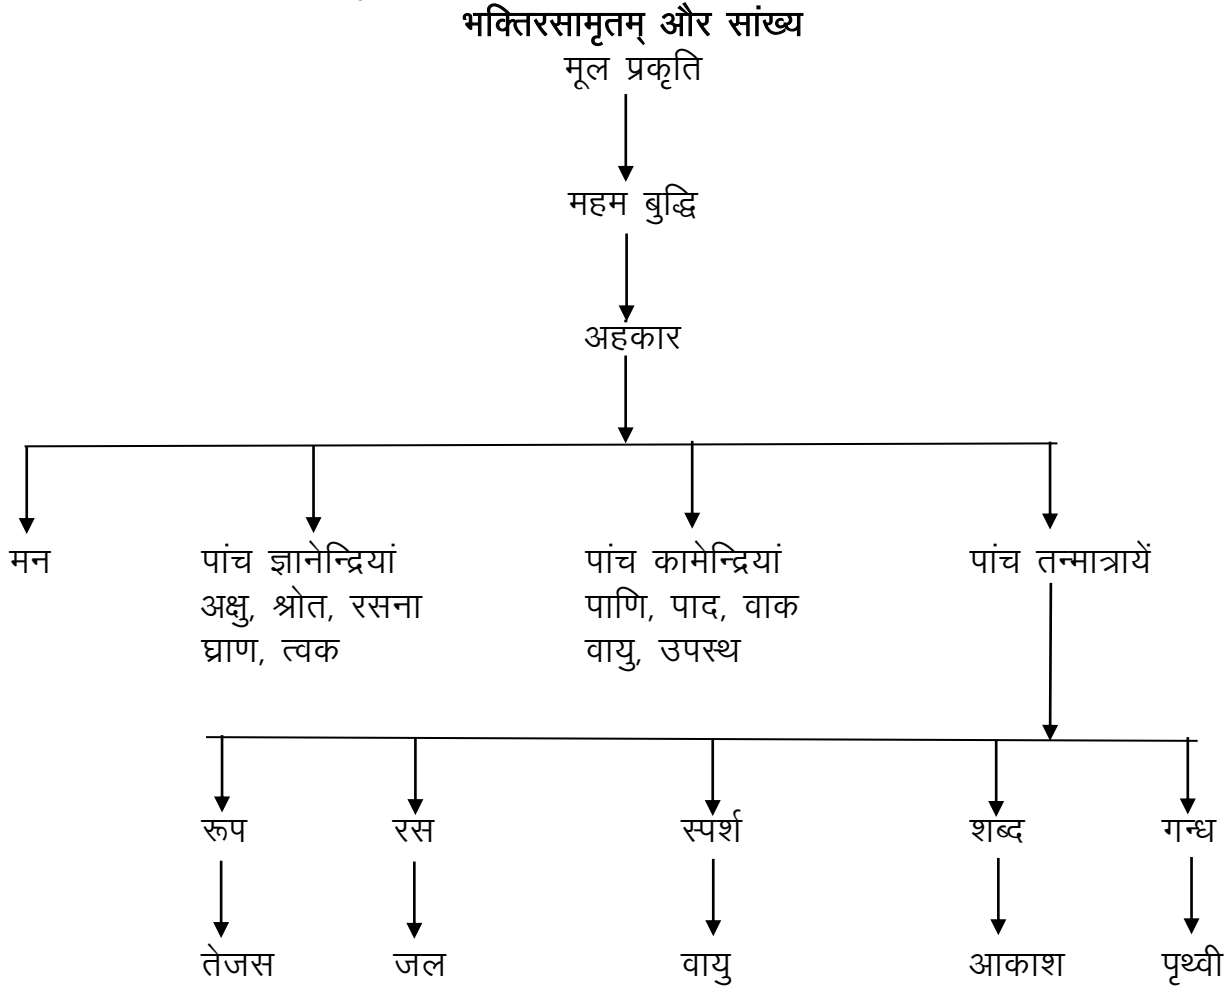 भक्तिरसामृतम् और सांख्य
मूल प्रकृति
महम बुद्धि
अहंकार
मन
पांच ज्ञानेन्द्रियां
अक्षु, श्रोत, रसना
घ्राण, त्वक
पांच कामेन्द्रियां
पाणि, पाद, वाक
वायु, उपस्थ
पांच तन्मात्रायें
रूप रस स्पर्श शब्द गन्ध
तेजस जल वायु आकाश पृथ्वी